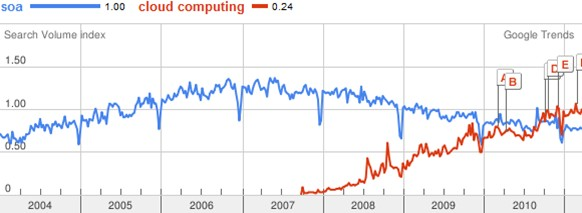 soa 1.00 cloud computing 0.24
Search Volume index Google Trends
A B D E
1.50
1.00
0.50
0
2004 2005 2006 2007 2008 2009 2010